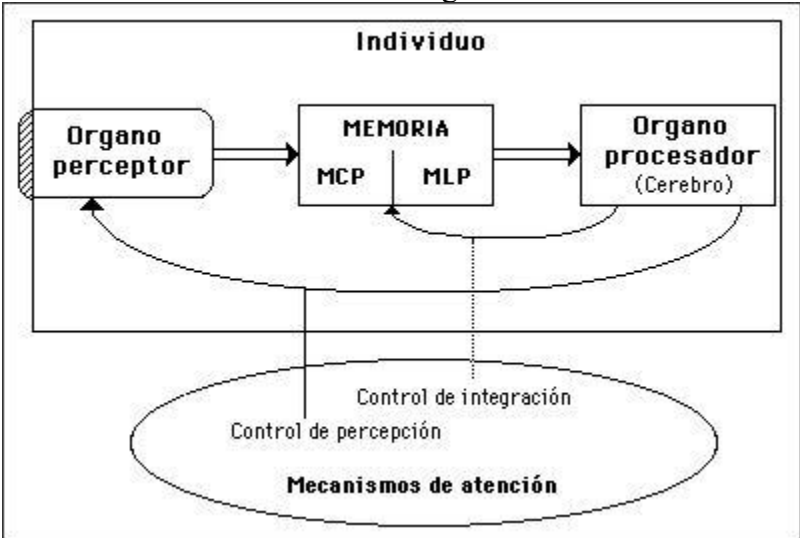 Individuo
Organo
perceptor
MEMORIA
MCP
MLP
Organo
procesador
(Cerebro)
Control de integración
Control de percepción
Mecanismos de atención